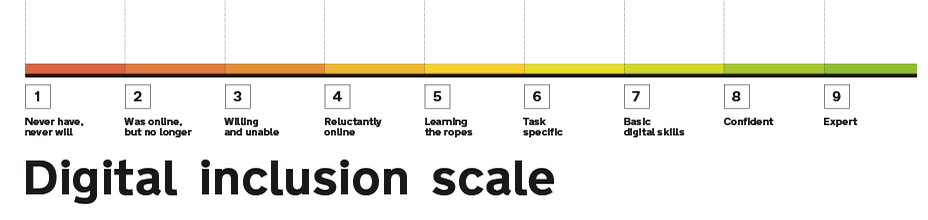 1 2 3 4 5 6 7 8 9
Never have, Was online, Willing Reluctantly Learning Task Basic Confident Expert
never will but no longer and unable online the ropes specific digital skills
Digital inclusion scale